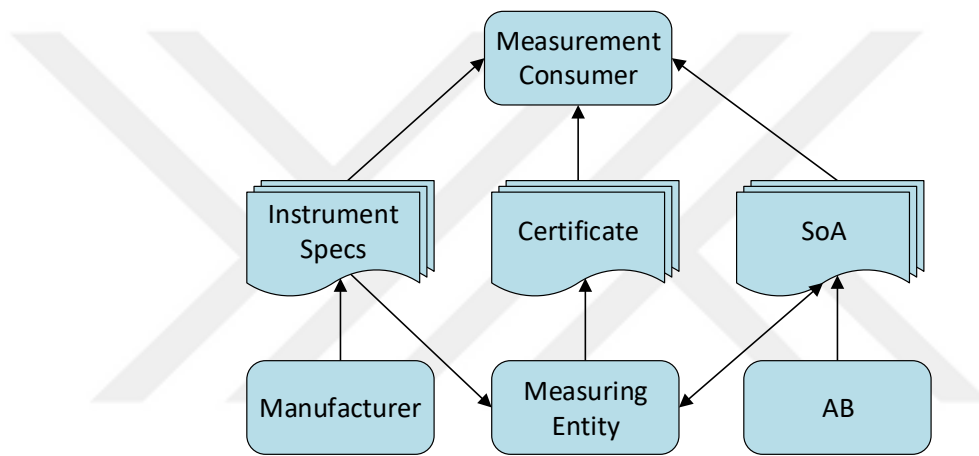 Measurement
Consumer
Instrument
Specs
Certificate
SoA
Manufacturer
Measuring
Entity
AB